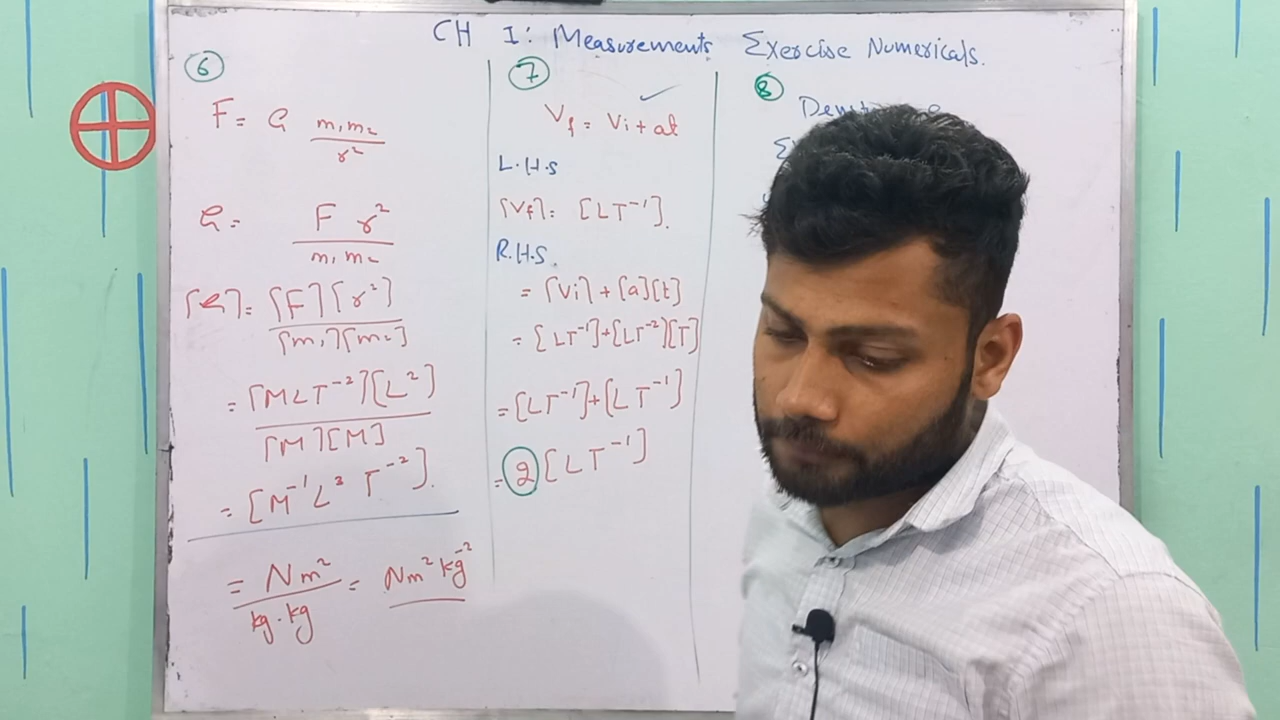 CH 1: Measurements Exercise Numericals.
6
F = G m₁m₂ / r²
G = F r² / m₁m₂
[G] = [F][r²] / [m₁][m₂]
= [MLT⁻²][L²] / [M][M]
= [M⁻¹L³T⁻²].
= Nm² / kg.kg = Nm²kg⁻²
7
Vf = Vi + at
L.H.S
[Vf] = [LT⁻¹].
R.H.S.
= [Vi] + [a][t]
= [LT⁻¹] + [LT⁻²][T]
= [LT⁻¹] + [LT⁻¹]
= 2 [LT⁻¹]
8